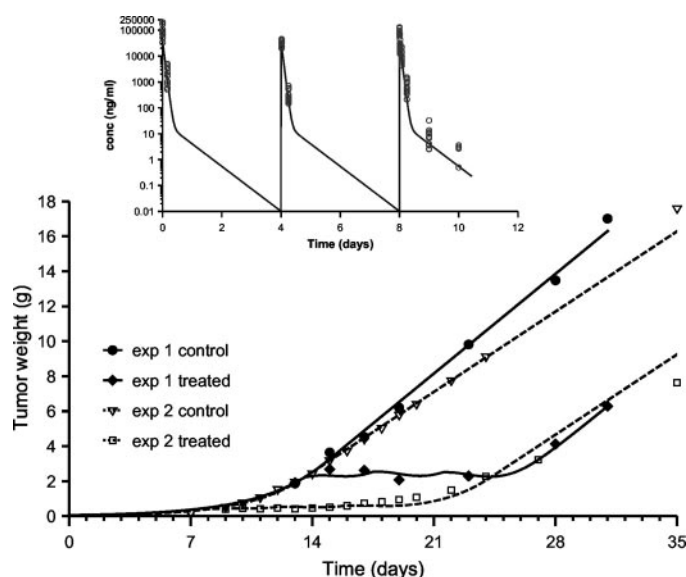 250000
100000
10000
1000
100
10
1
0.1
0.01
conc (ng/ml)
0 2 4 6 8 10 12
Time (days)
18
16
14
12
10
8
6
4
2
0
Tumor weight (g)
exp 1 control
exp 1 treated
exp 2 control
exp 2 treated
0 7 14 21 28 35
Time (days)